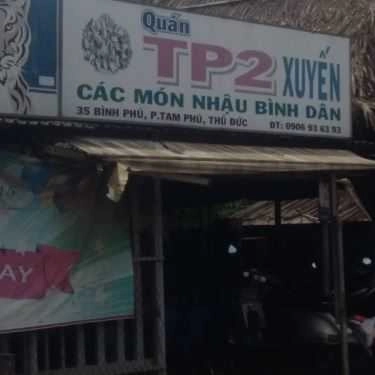 Quán
TP2 XUYẾN
CÁC MÓN NHẬU BÌNH DÂN
35 BÌNH PHÚ, P.TAM PHÚ, THỦ ĐỨC ĐT: 0906 93 63 93
AY